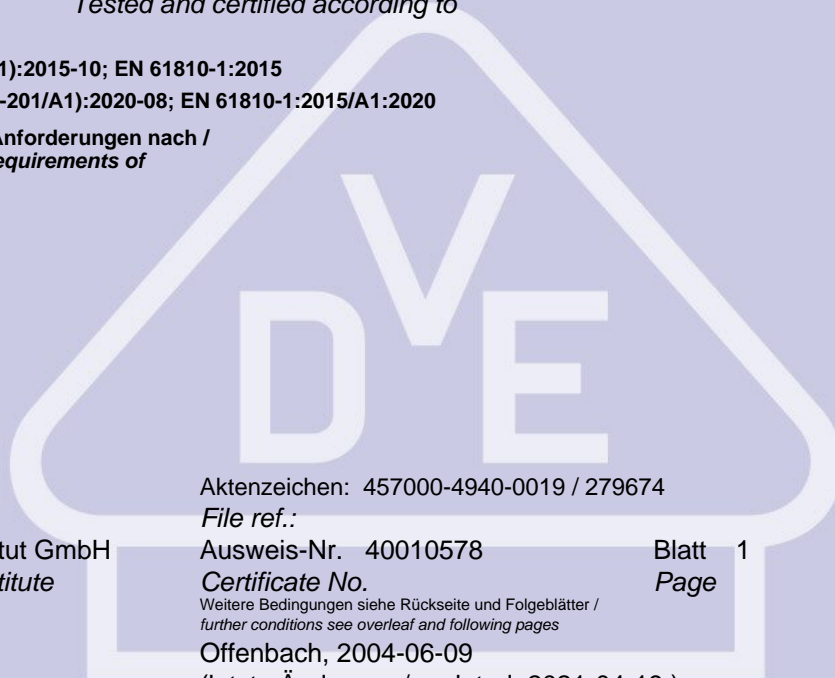 Tested and certified according to
1):2015-10; EN 61810-1:2015
-201/A1):2020-08; EN 61810-1:2015/A1:2020
Anforderungen nach /
equirements of
VDE
Aktenzeichen: 457000-4940-0019 / 279674
File ref.:
tut GmbH Ausweis-Nr. 40010578 Blatt 1
titute Certificate No. Page
Weitere Bedingungen siehe Rückseite und Folgeblätter /
further conditions see overleaf and following pages
Offenbach, 2004-06-09